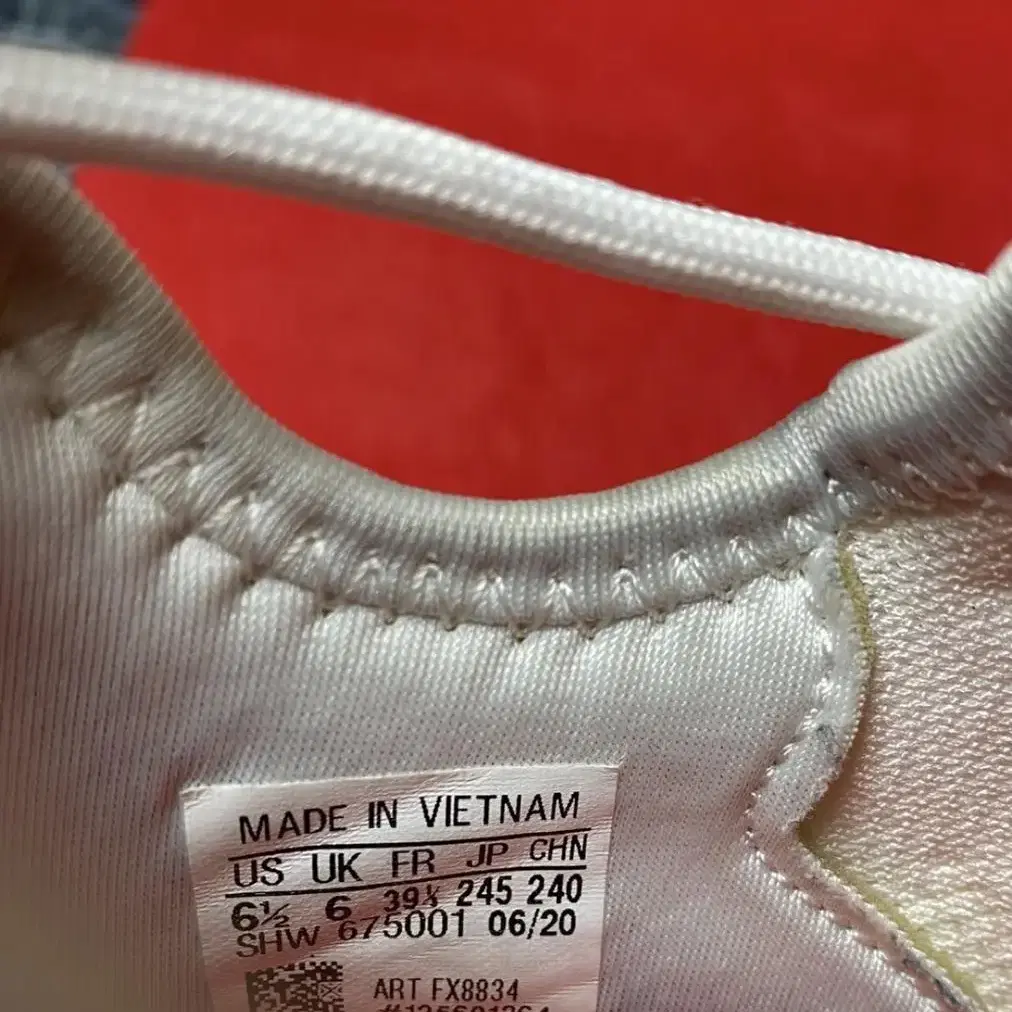 MADE IN VIETNAM
US UK FR JP CHN
6½ 6 39⅓ 245 240
SHW 675001 06/20
ART FX8834